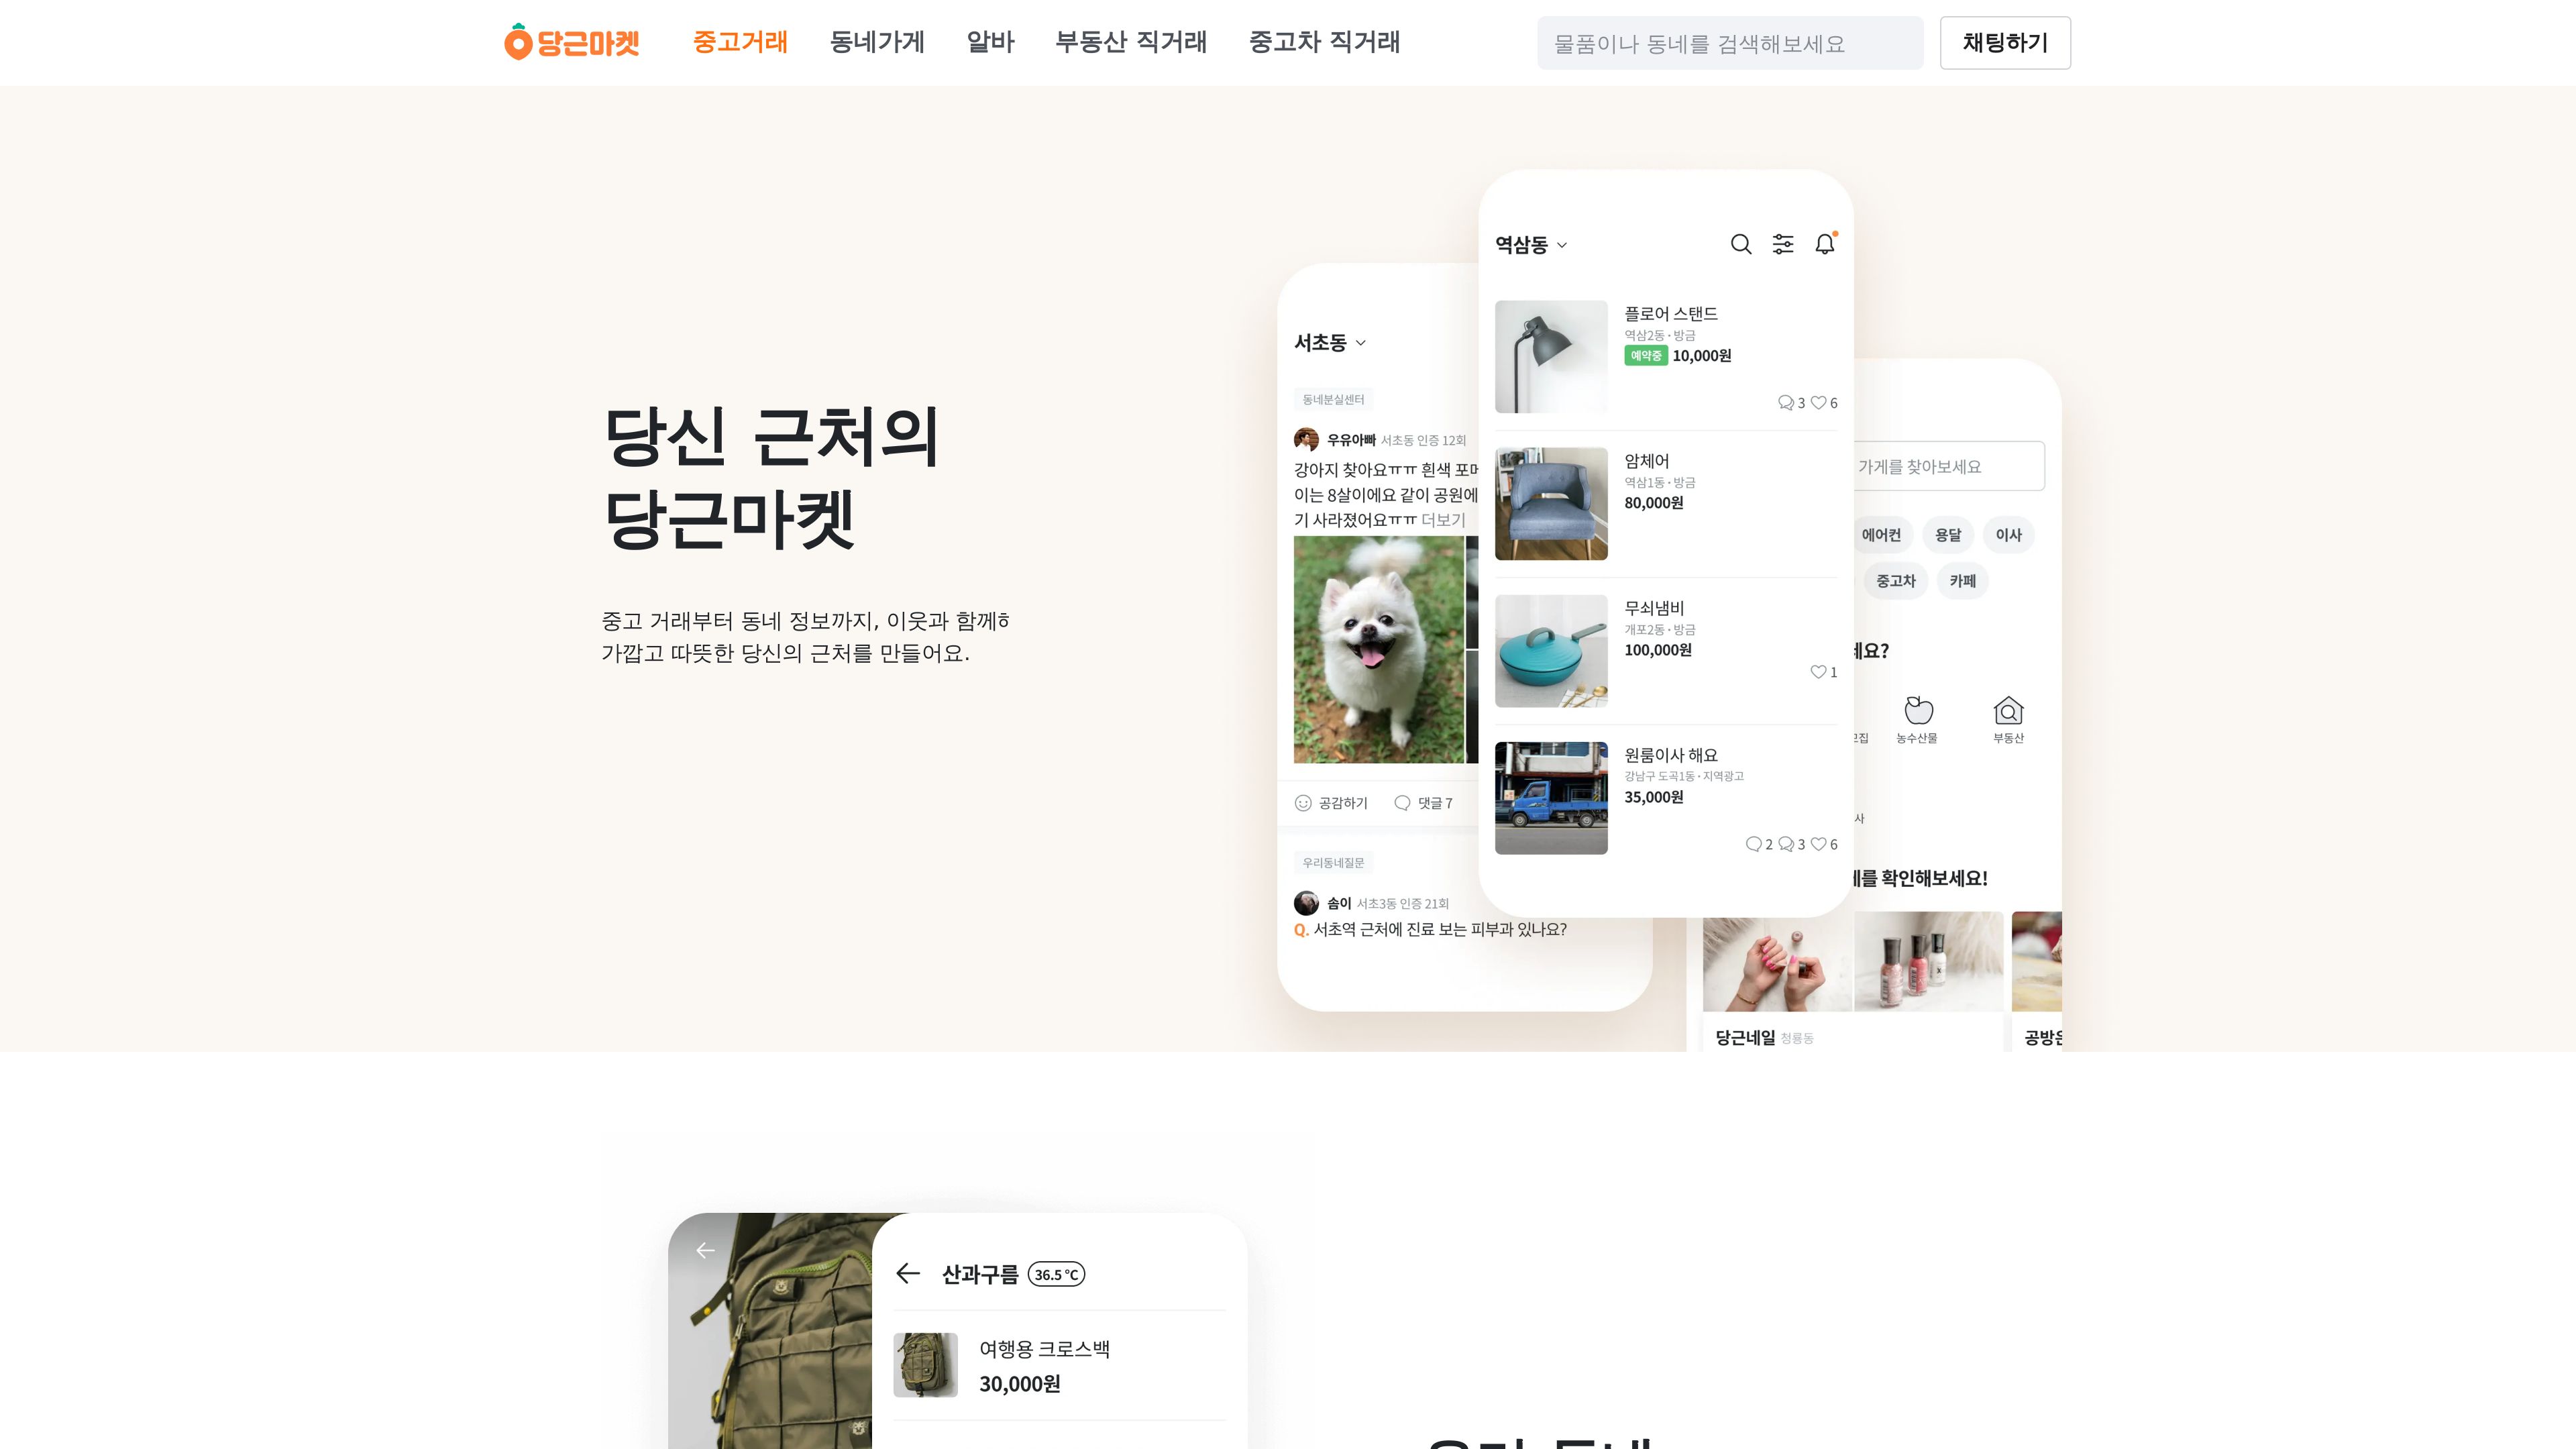 당근마켓
중고거래 동네가게 알바 부동산 직거래 중고차 직거래
물품이나 동네를 검색해보세요
채팅하기
당신 근처의
당근마켓
중고 거래부터 동네 정보까지, 이웃과 함께
가깝고 따뜻한 당신의 근처를 만들어요.
서초동
동네분실센터
우유아빠 서초동 인증 12회
강아지 찾아요ㅠㅠ 흰색
이는 8살이에요 같이 공원에
기 사라졌어요ㅠㅠ 더보기
공감하기 댓글 7
우리동네질문
솜이 서초3동 인증 21회
Q. 서초역 근처에 진료 보는 피부과 있나요?
역삼동
플로어 스탠드
역삼2동 · 방금
예약중 10,000원
3 6
암체어
역삼1동 · 방금
80,000원
무쇠냄비
개포2동 · 방금
100,000원
1
원룸이사 해요
강남구 도곡1동 · 지역광고
35,000원
2 3 6
가게를 찾아보세요
에어컨 용달 이사
중고차 카페
요?
농수산물 부동산
사
를 확인해보세요!
당근네일 청룡동
공방
산과구름 36.5 °C
여행용 크로스백
30,000원